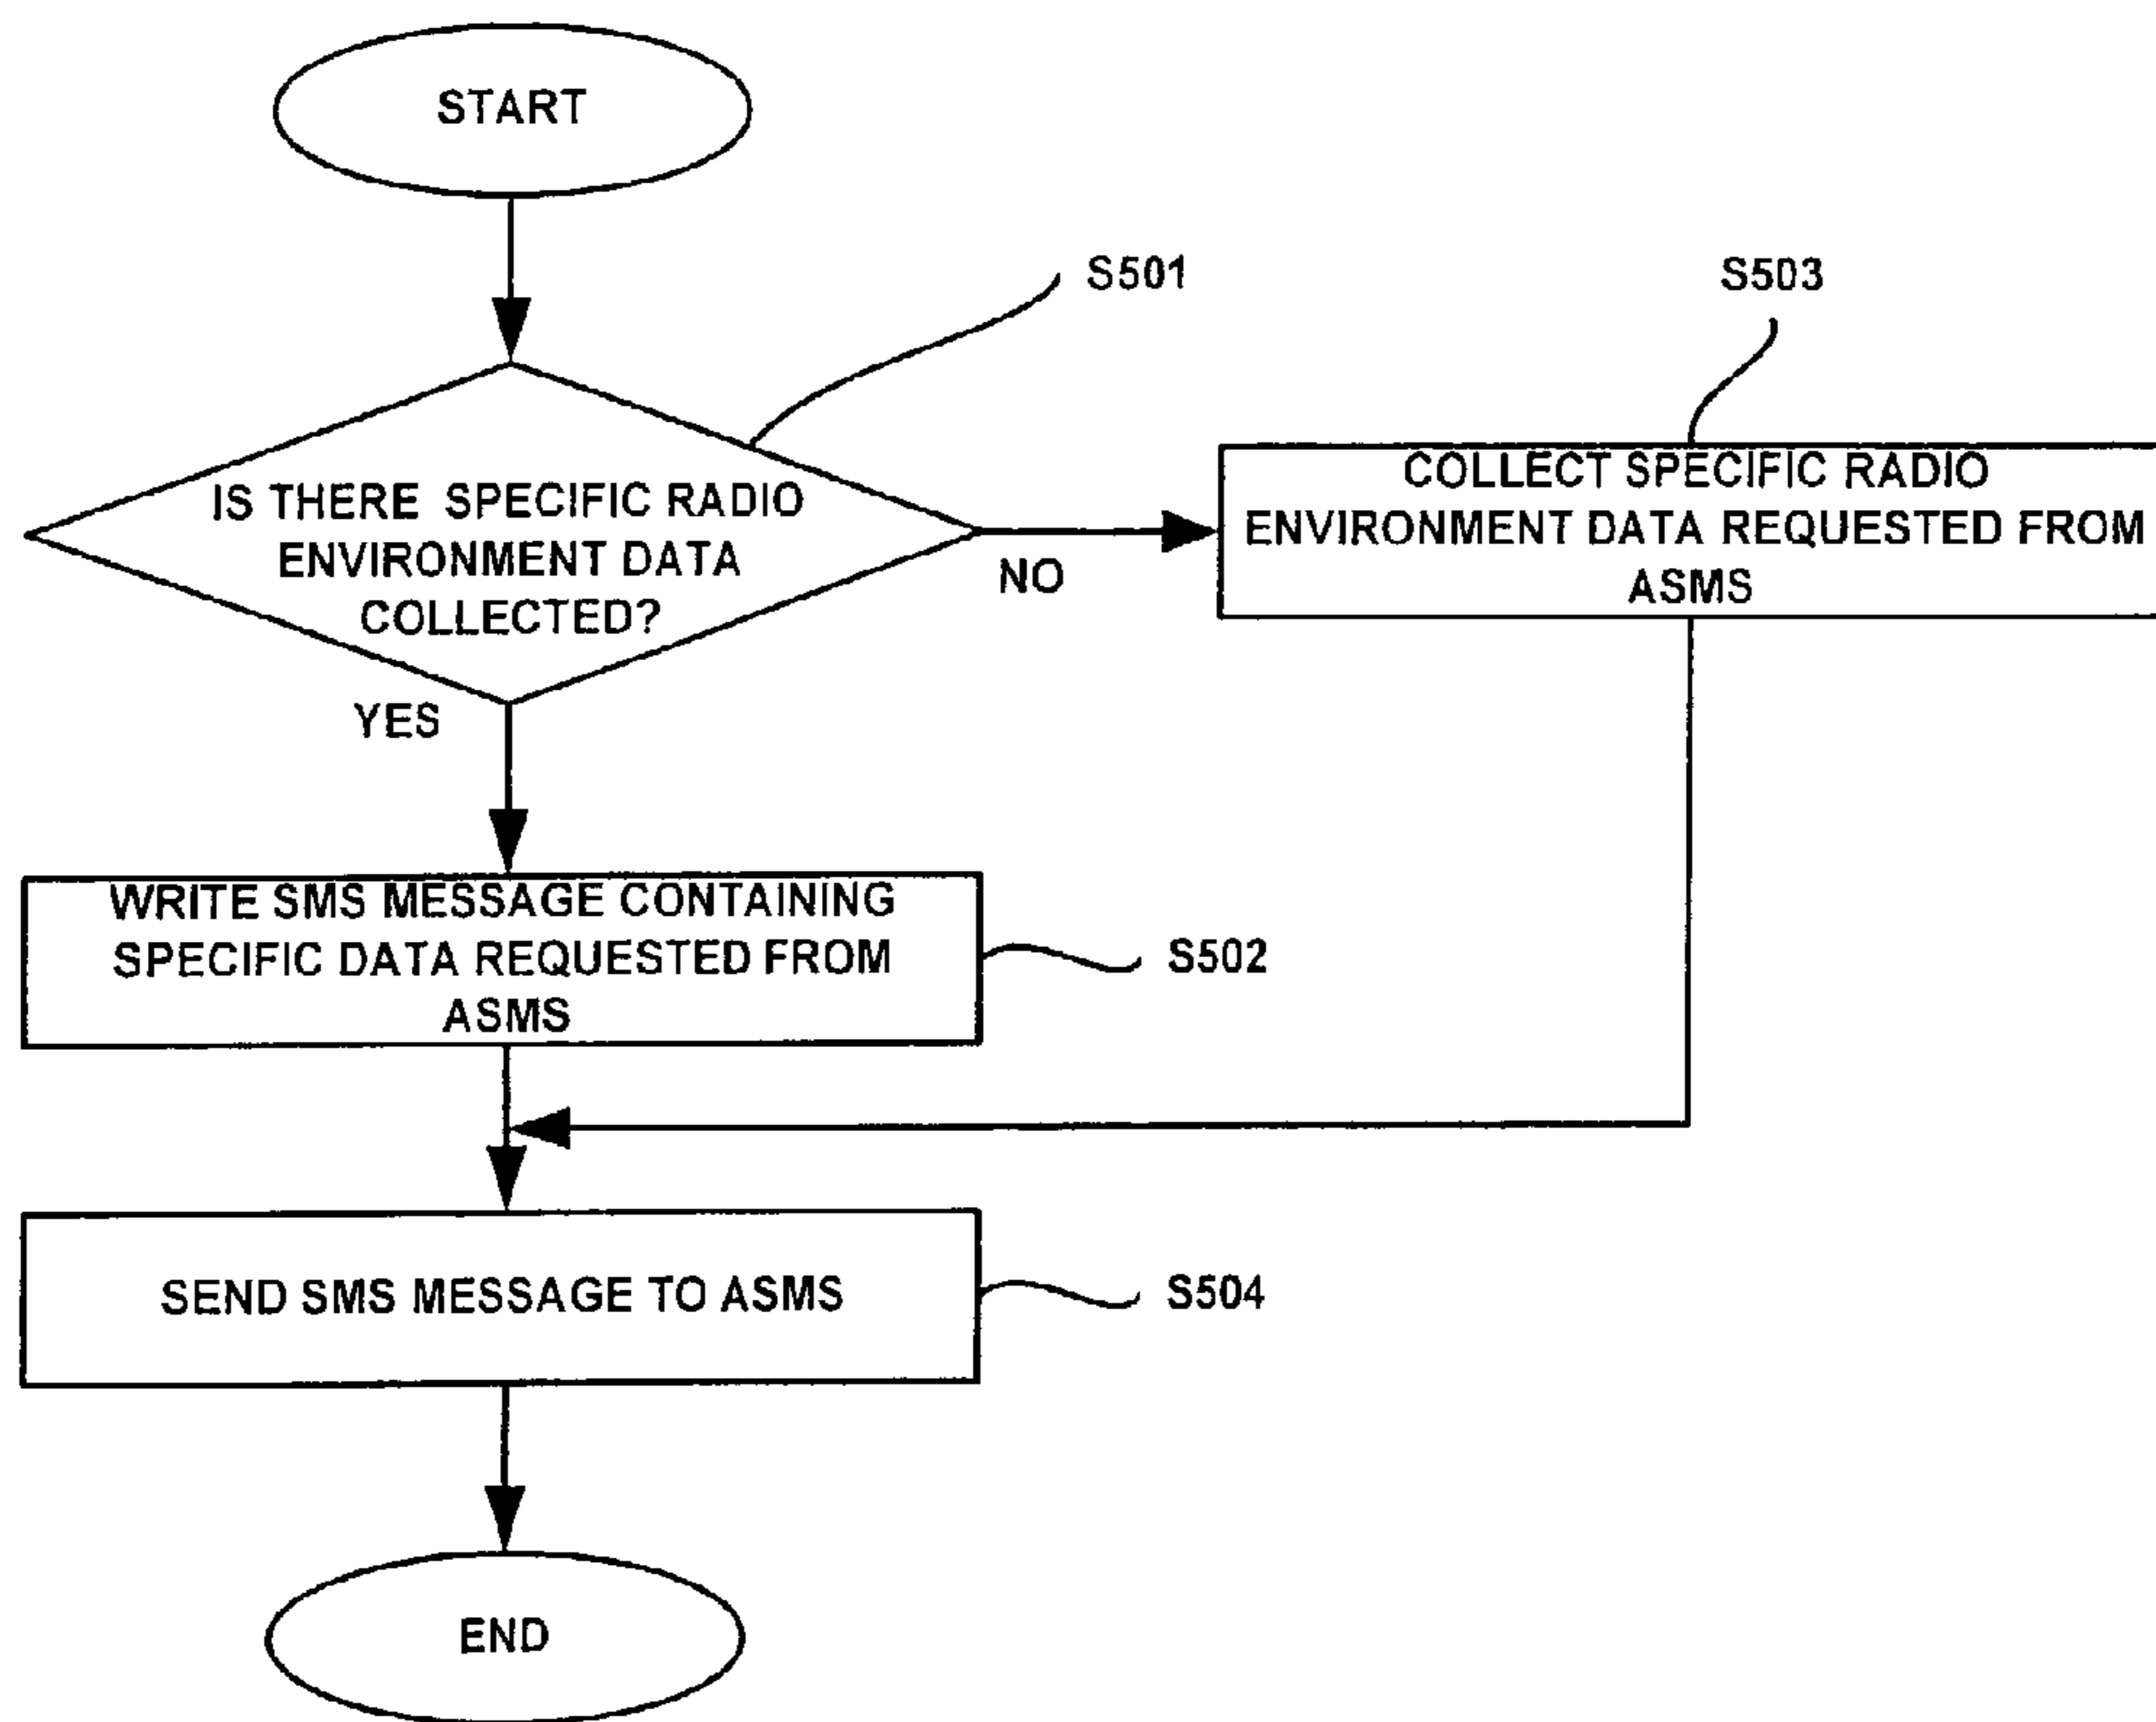 START
S501
S503
IS THERE SPECIFIC RADIO
ENVIRONMENT DATA
COLLECTED?
NO
COLLECT SPECIFIC RADIO
ENVIRONMENT DATA REQUESTED FROM
ASMS
YES
WRITE SMS MESSAGE CONTAINING
SPECIFIC DATA REQUESTED FROM
ASMS
S502
SEND SMS MESSAGE TO ASMS
S504
END